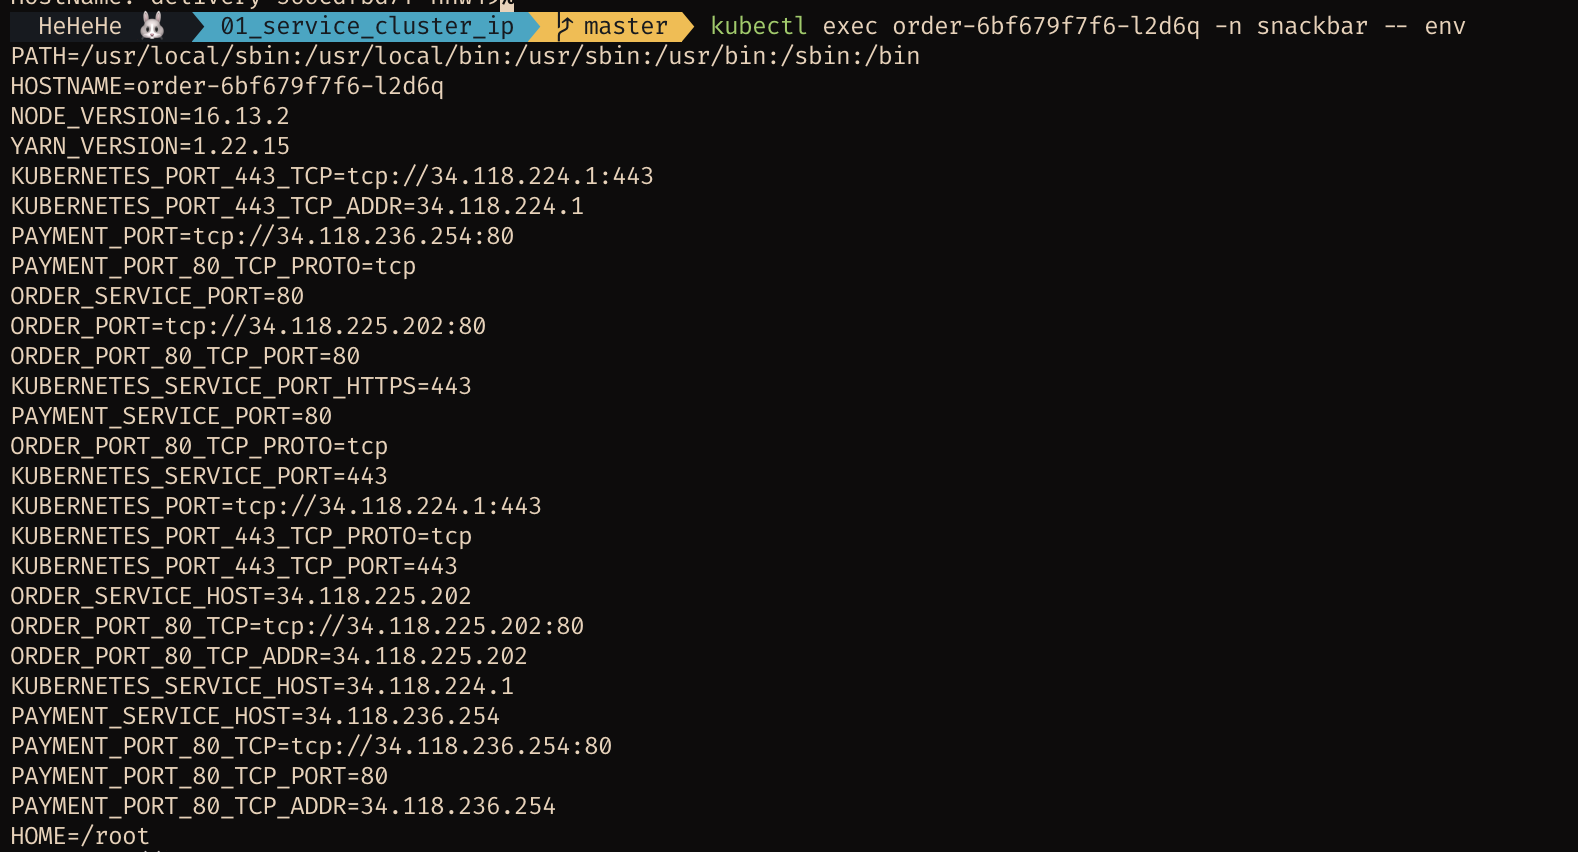 HeHeHe 🐰 01_service_cluster_ip master kubectl exec order-6bf679f7f6-l2d6q -n snackbar -- env
PATH=/usr/local/sbin:/usr/local/bin:/usr/sbin:/usr/bin:/sbin:/bin
HOSTNAME=order-6bf679f7f6-l2d6q
NODE_VERSION=16.13.2
YARN_VERSION=1.22.15
KUBERNETES_PORT_443_TCP=tcp://34.118.224.1:443
KUBERNETES_PORT_443_TCP_ADDR=34.118.224.1
PAYMENT_PORT=tcp://34.118.236.254:80
PAYMENT_PORT_80_TCP_PROTO=tcp
ORDER_SERVICE_PORT=80
ORDER_PORT=tcp://34.118.225.202:80
ORDER_PORT_80_TCP_PORT=80
KUBERNETES_SERVICE_PORT_HTTPS=443
PAYMENT_SERVICE_PORT=80
ORDER_PORT_80_TCP_PROTO=tcp
KUBERNETES_SERVICE_PORT=443
KUBERNETES_PORT=tcp://34.118.224.1:443
KUBERNETES_PORT_443_TCP_PROTO=tcp
KUBERNETES_PORT_443_TCP_PORT=443
ORDER_SERVICE_HOST=34.118.225.202
ORDER_PORT_80_TCP=tcp://34.118.225.202:80
ORDER_PORT_80_TCP_ADDR=34.118.225.202
KUBERNETES_SERVICE_HOST=34.118.224.1
PAYMENT_SERVICE_HOST=34.118.236.254
PAYMENT_PORT_80_TCP=tcp://34.118.236.254:80
PAYMENT_PORT_80_TCP_PORT=80
PAYMENT_PORT_80_TCP_ADDR=34.118.236.254
HOME=/root